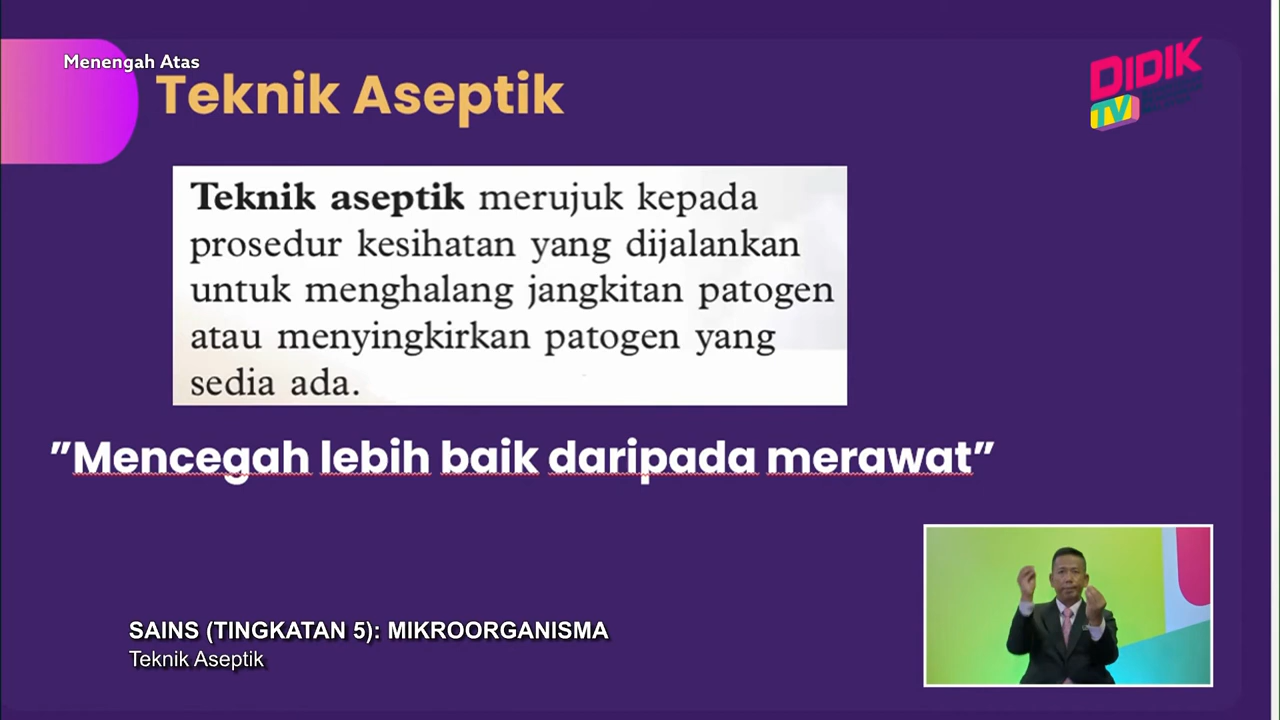 Menengah Atas
Teknik Aseptik
DIDIK
TV
Teknik aseptik merujuk kepada
prosedur kesihatan yang dijalankan
untuk menghalang jangkitan patogen
atau menyingkirkan patogen yang
sedia ada.
”Mencegah lebih baik daripada merawat”
SAINS (TINGKATAN 5): MIKROORGANISMA
Teknik Aseptik